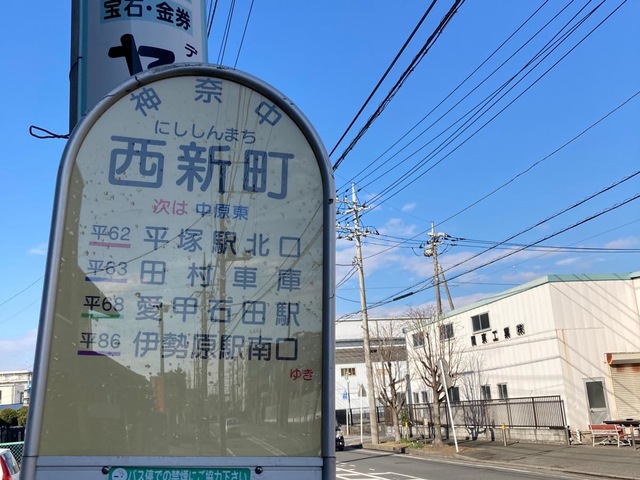 宝石・金券
デ
神奈中
にししんまち
西新町
次は 中原東
平62 平塚駅北口
平63 田村車庫
平68 愛甲石田駅
平86 伊勢原駅南口
ゆき
バス停での禁煙にご協力下さい